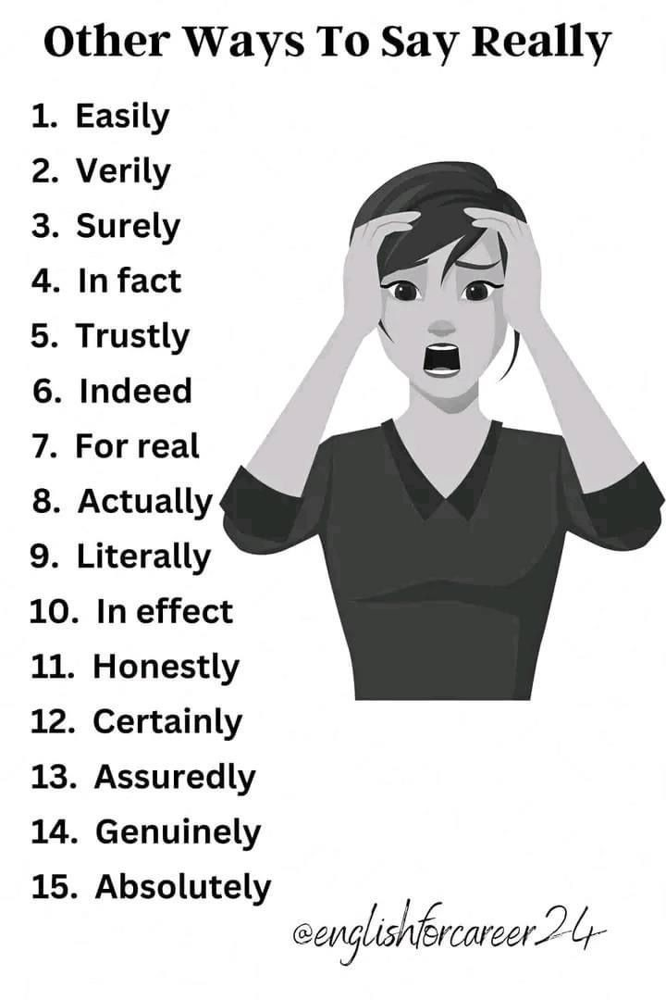 Other Ways To Say Really
1. Easily
2. Verily
3. Surely
4. In fact
5. Trustly
6. Indeed
7. For real
8. Actually
9. Literally
10. In effect
11. Honestly
12. Certainly
13. Assuredly
14. Genuinely
15. Absolutely
@englishforcareer24